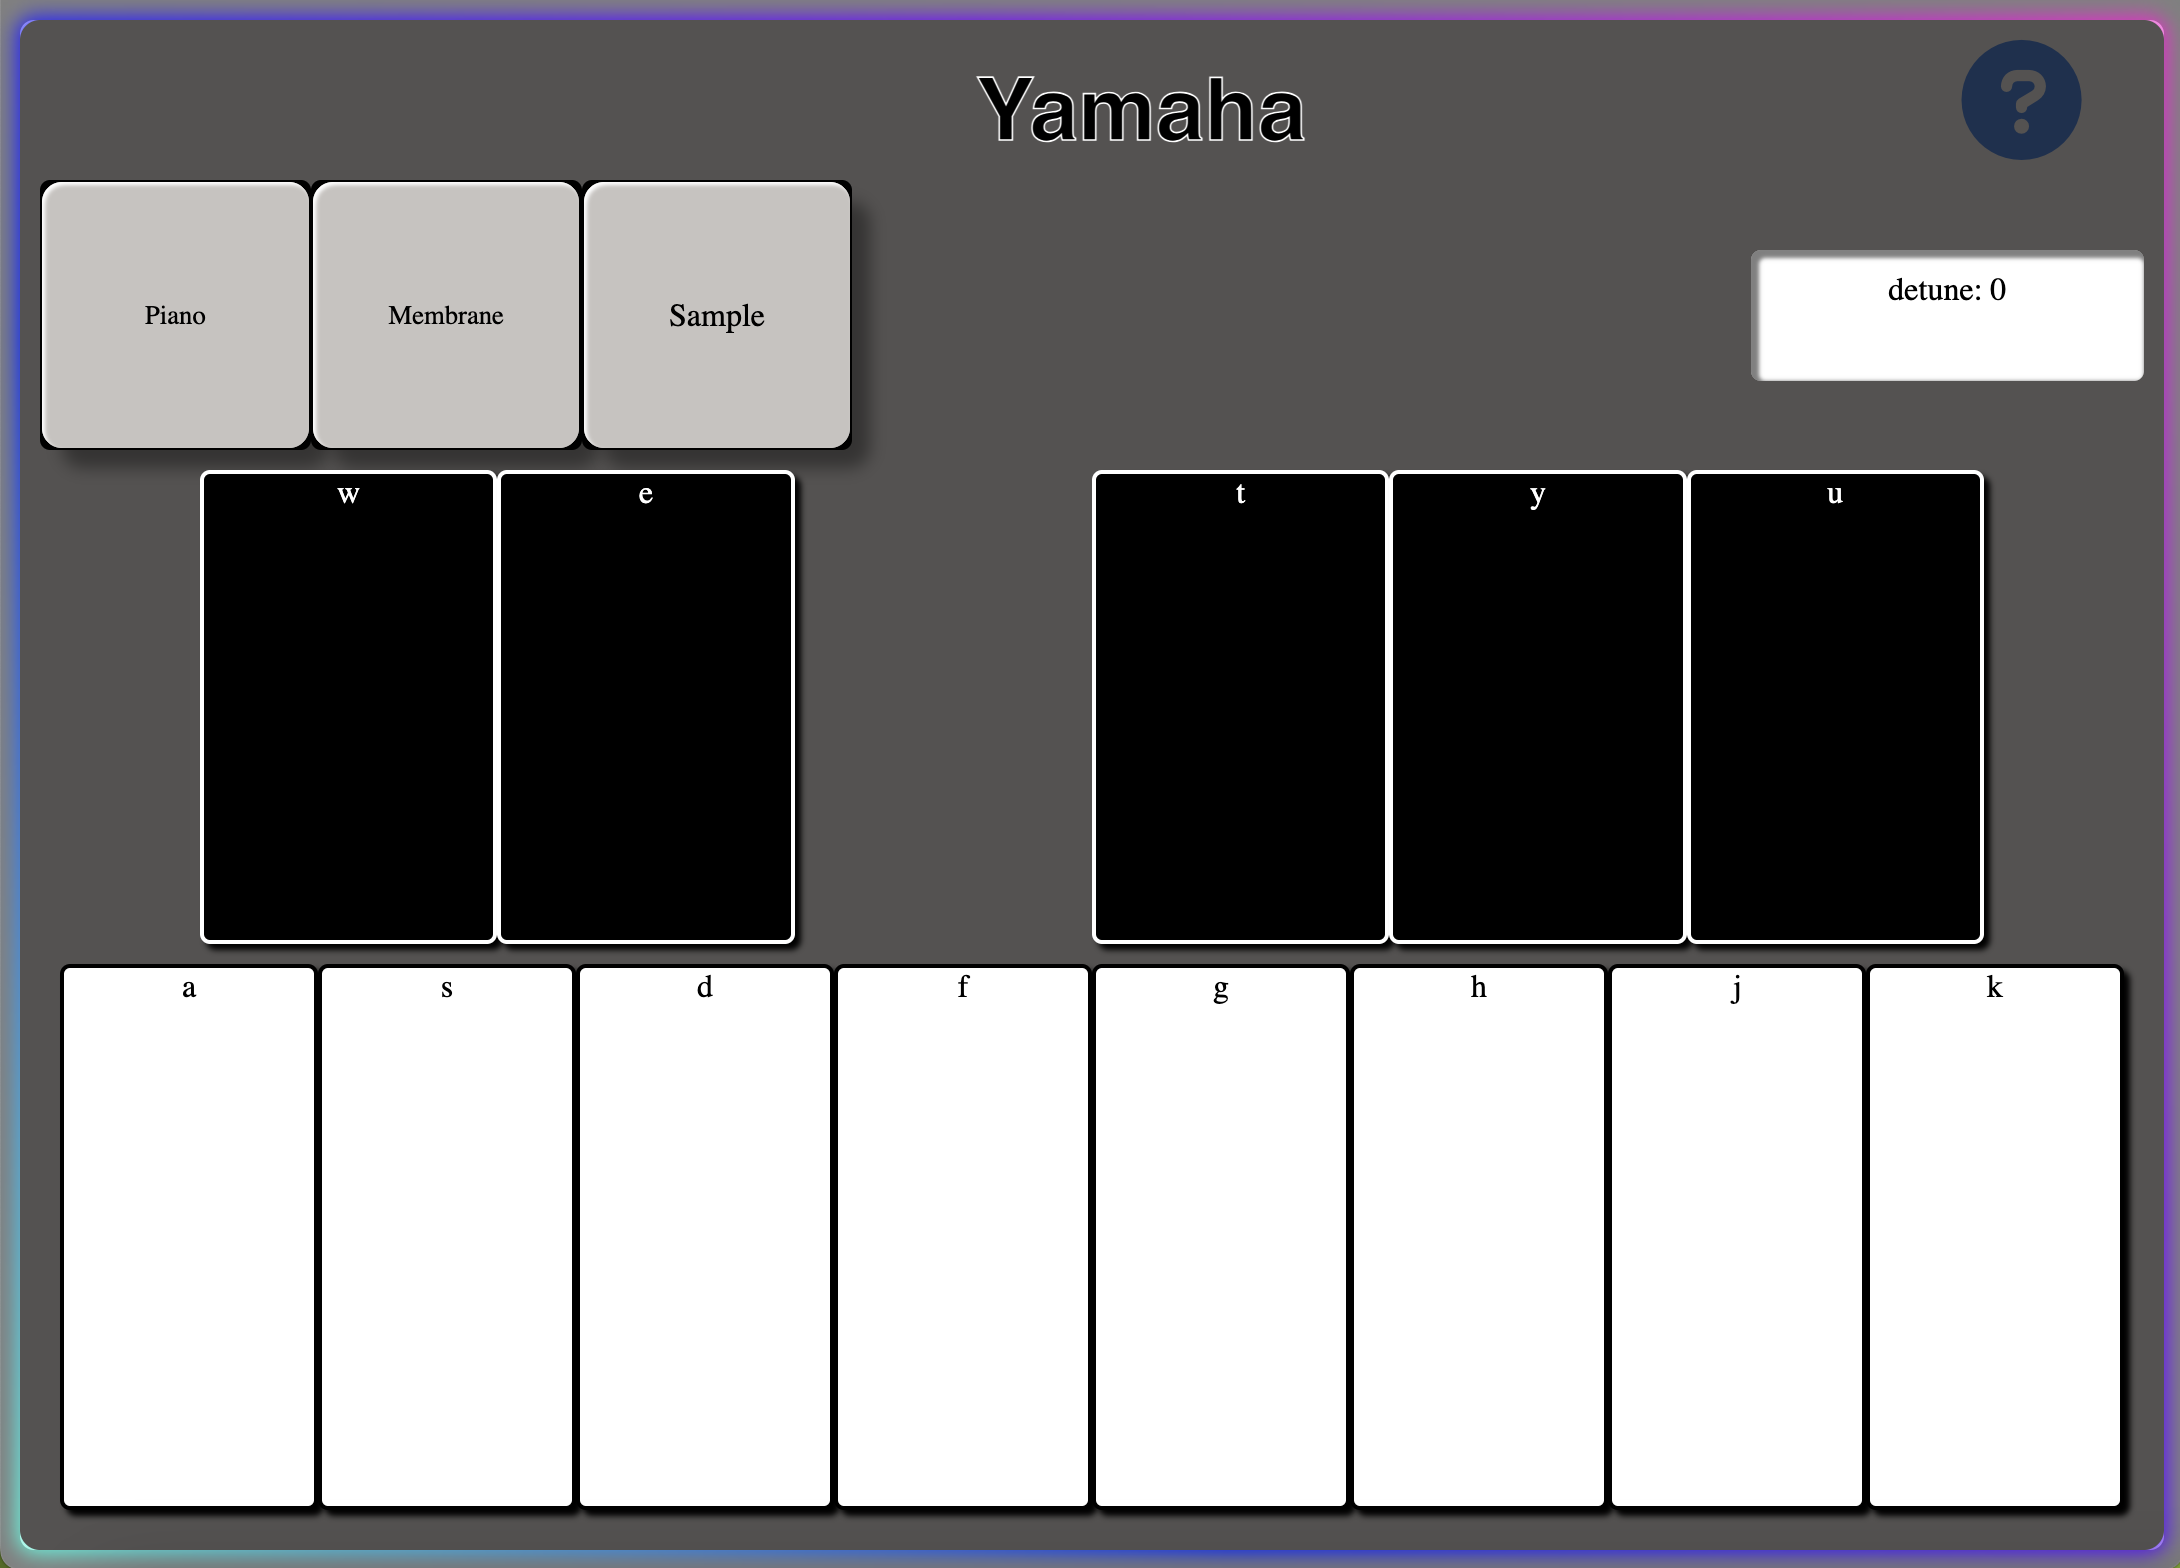 Yamaha
?
Piano Membrane Sample
detune: 0
w e t y u
a s d f g h j k